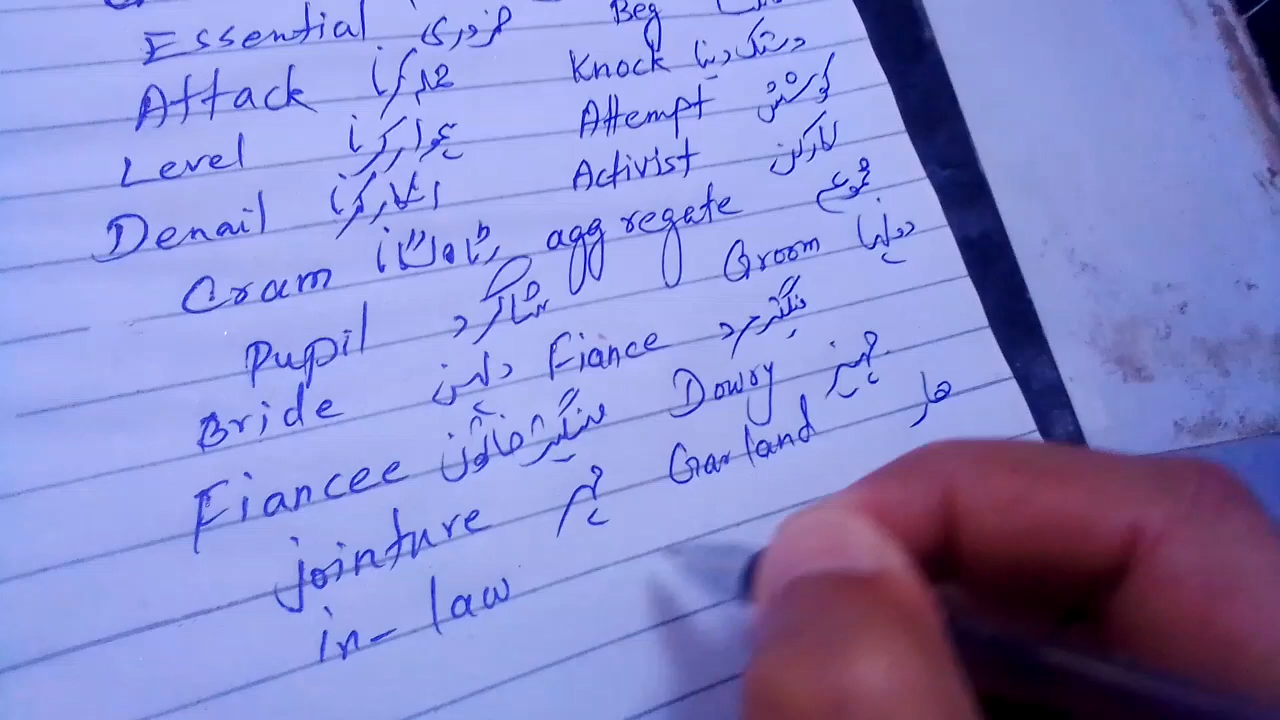 Essential ضروری Beg
Attack حملہ کرنا Knock دستک دینا
Level ہموار کرنا Attempt کوشش
Denail انکار کرنا Activist کارکن
Cram رٹا aggregate مجموعہ
Pupil شاگرد Groom دولہا
Bride دلہن Fiance منگیتر مرد
Fiancee منگیتر خاتون Dowry جہیز
jointure مہر Garland ہار
in-law